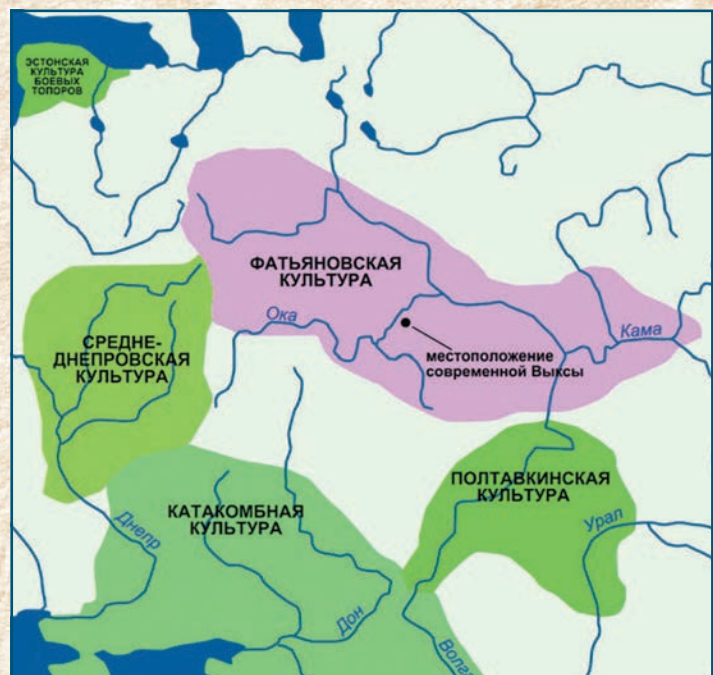 ЭСТОНСКАЯ
КУЛЬТУРА
БОЕВЫХ
ТОПОРОВ
ФАТЬЯНОВСКАЯ
КУЛЬТУРА
Ока
Кама
местоположение
современной Выксы
СРЕДНЕ-
ДНЕПРОВСКАЯ
КУЛЬТУРА
КАТАКОМБНАЯ
КУЛЬТУРА
ПОЛТАВКИНСКАЯ
КУЛЬТУРА
Днепр
Урал
Дон
Волга